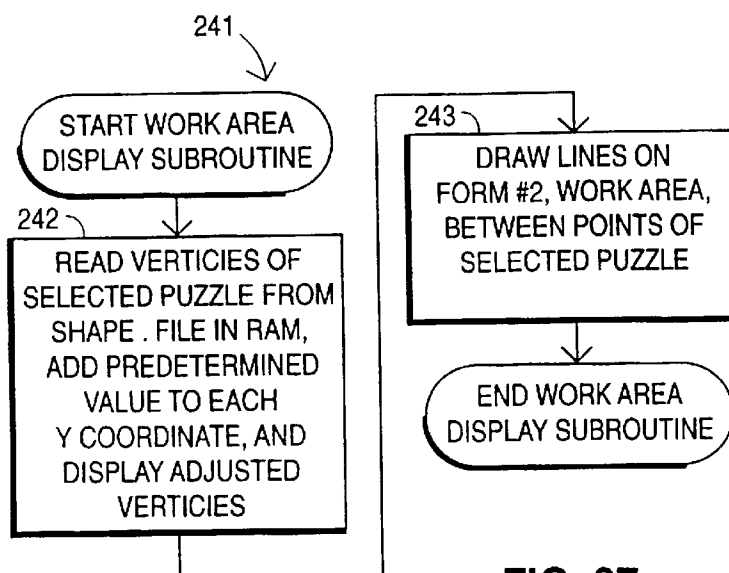 241
START WORK AREA
DISPLAY SUBROUTINE
242
READ VERTICIES OF
SELECTED PUZZLE FROM
SHAPE . FILE IN RAM,
ADD PREDETERMINED
VALUE TO EACH
Y COORDINATE, AND
DISPLAY ADJUSTED
VERTICIES
243
DRAW LINES ON
FORM #2, WORK AREA,
BETWEEN POINTS OF
SELECTED PUZZLE
END WORK AREA
DISPLAY SUBROUTINE